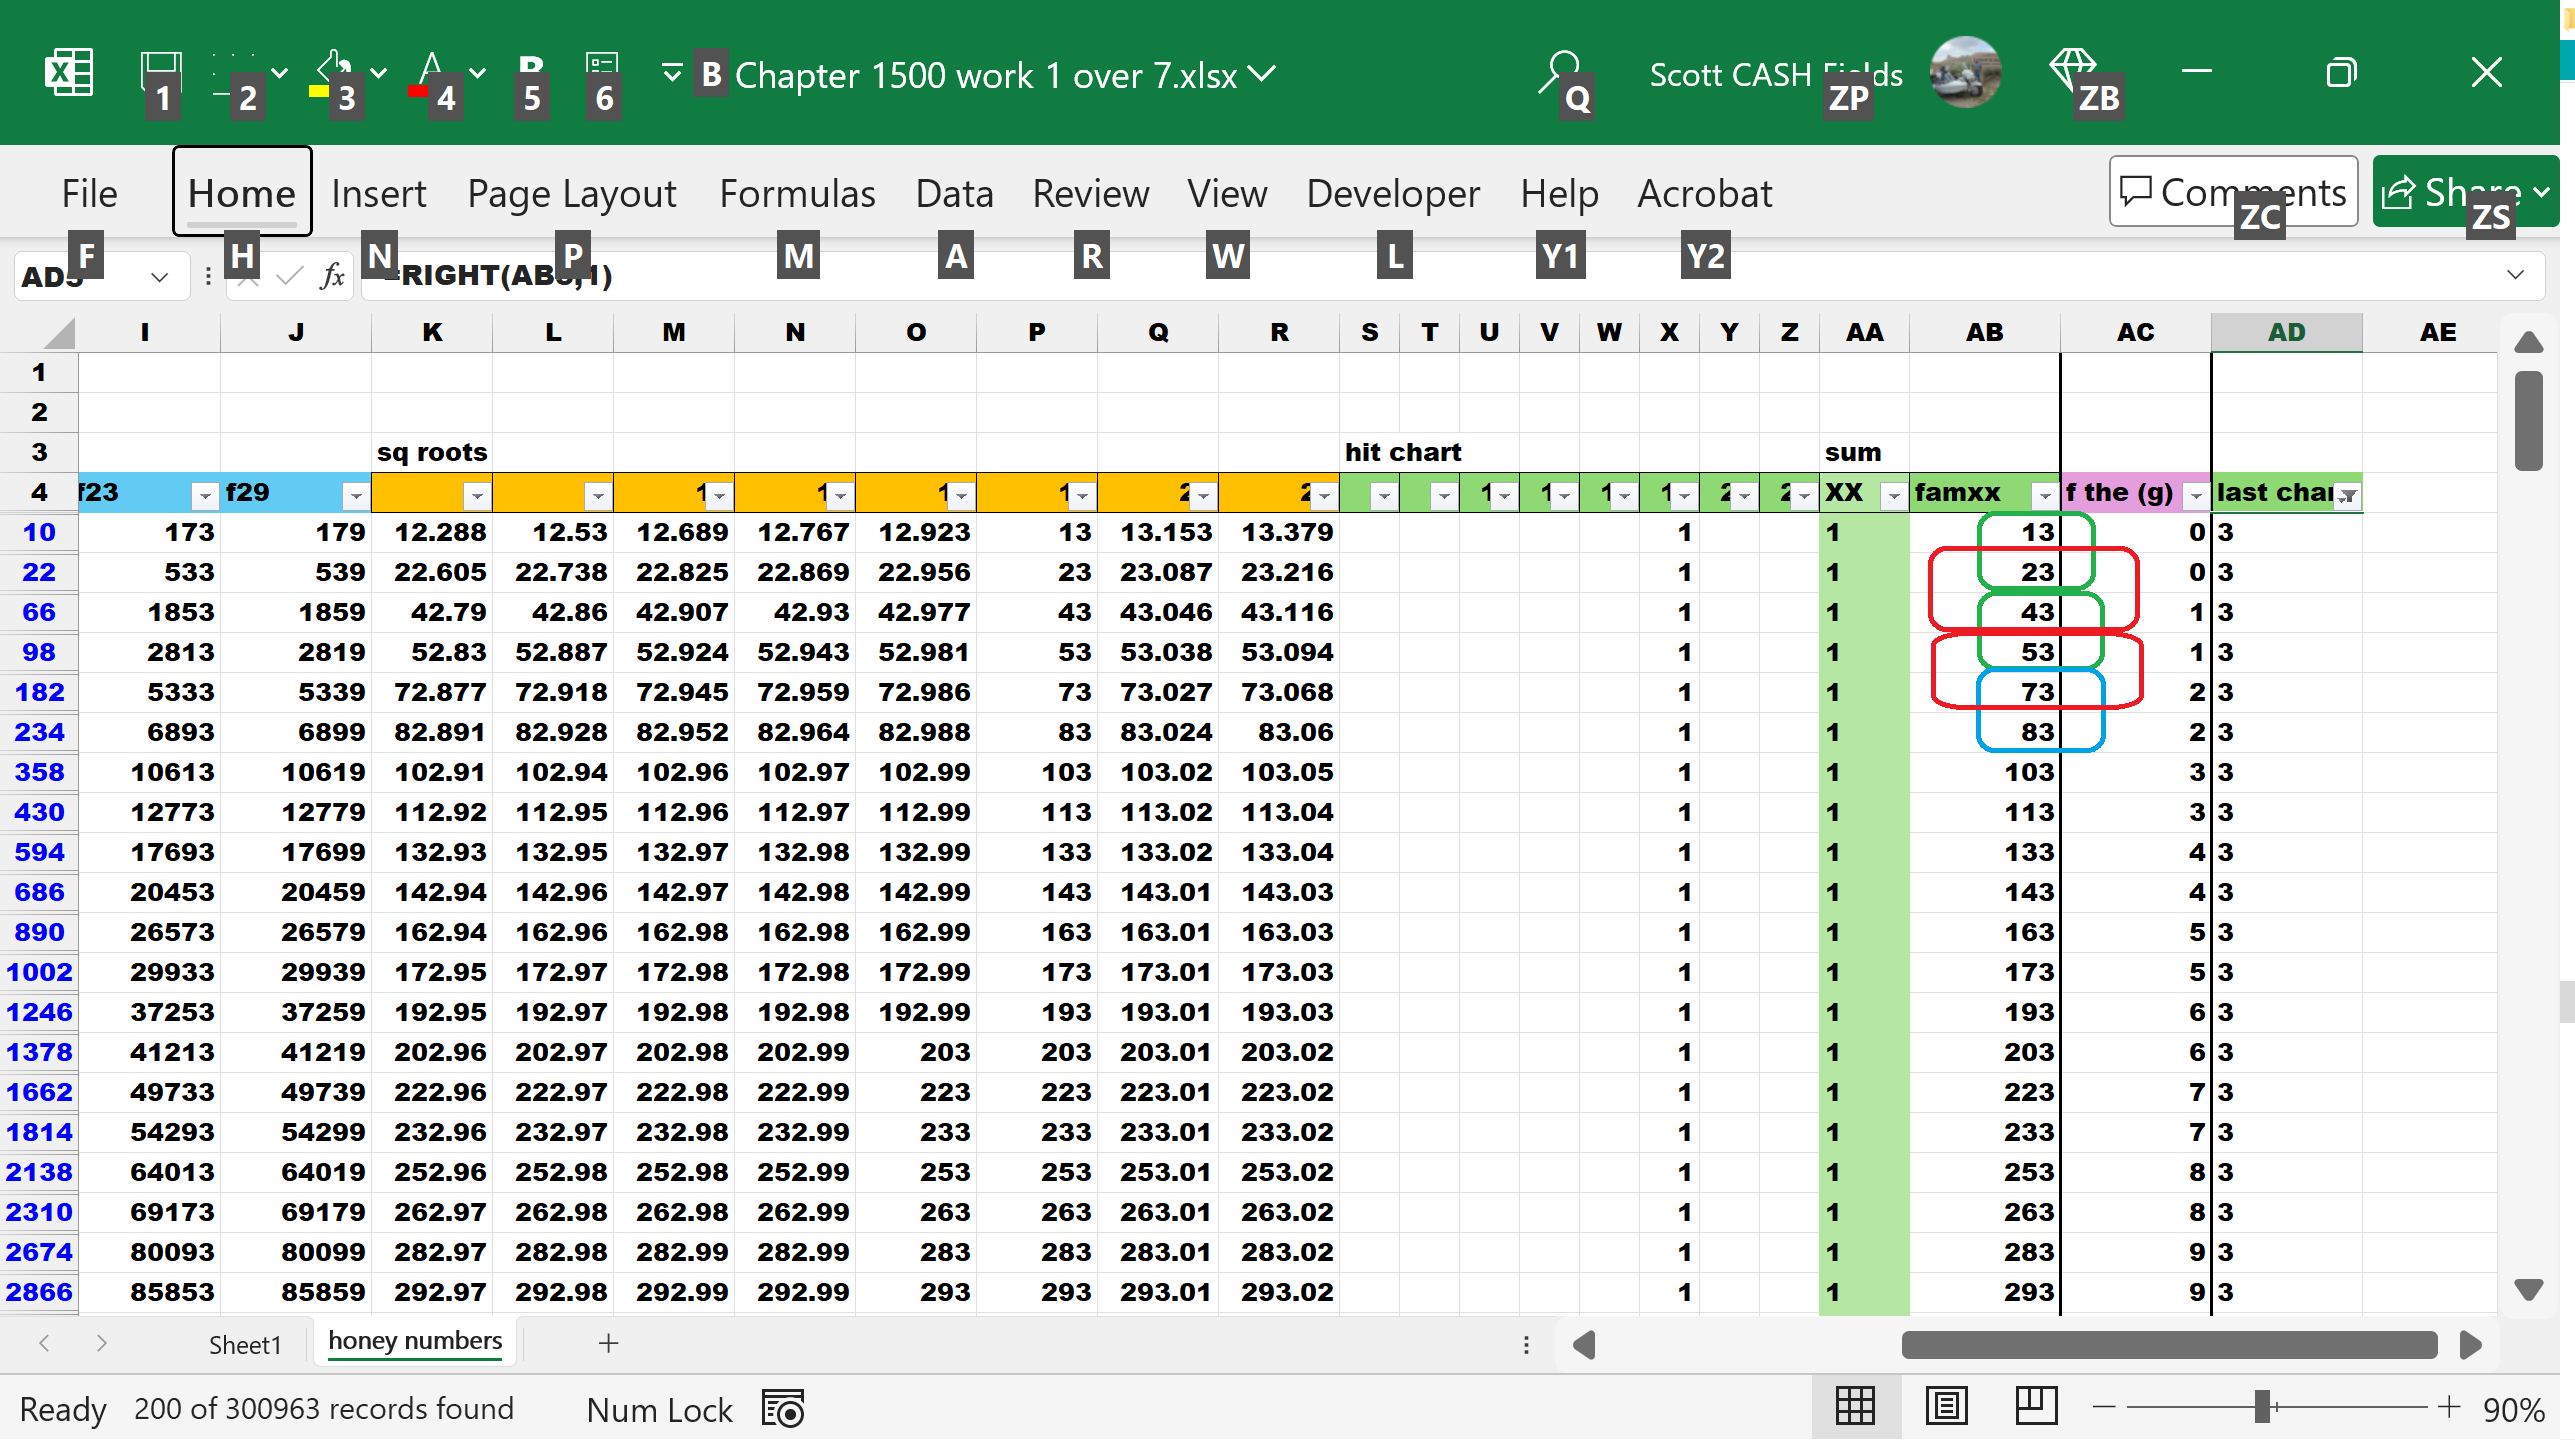 1 2 3 4 5 6 B Chapter 1500 work 1 over 7.xlsx Q Scott CASH Fields ZP ZB
File Home Insert Page Layout Formulas Data Review View Developer Help Acrobat Comments Share
F H N P M A R W L Y1 Y2 ZC ZS
fx =RIGHT(AB5,1)
I J K L M N O P Q R S T U V W X Y Z AA AB AC AD AE
1
2
3 sq roots hit chart sum
4 f23 f29 1 1 1 1 2 2 1 1 1 1 2 2 XX famxx f the (g) last char
10 173 179 12.288 12.53 12.689 12.767 12.923 13 13.153 13.379 1 1 13 0 3
22 533 539 22.605 22.738 22.825 22.869 22.956 23 23.087 23.216 1 1 23 0 3
66 1853 1859 42.79 42.86 42.907 42.93 42.977 43 43.046 43.116 1 1 43 1 3
98 2813 2819 52.83 52.887 52.924 52.943 52.981 53 53.038 53.094 1 1 53 1 3
182 5333 5339 72.877 72.918 72.945 72.959 72.986 73 73.027 73.068 1 1 73 2 3
234 6893 6899 82.891 82.928 82.952 82.964 82.988 83 83.024 83.06 1 1 83 2 3
358 10613 10619 102.91 102.94 102.96 102.97 102.99 103 103.02 103.05 1 1 103 3 3
430 12773 12779 112.92 112.95 112.96 112.97 112.99 113 113.02 113.04 1 1 113 3 3
594 17693 17699 132.93 132.95 132.97 132.98 132.99 133 133.02 133.04 1 1 133 4 3
686 20453 20459 142.94 142.96 142.97 142.98 142.99 143 143.01 143.03 1 1 143 4 3
890 26573 26579 162.94 162.96 162.98 162.98 162.99 163 163.01 163.03 1 1 163 5 3
1002 29933 29939 172.95 172.97 172.98 172.98 172.99 173 173.01 173.03 1 1 173 5 3
1246 37253 37259 192.95 192.97 192.98 192.98 192.99 193 193.01 193.03 1 1 193 6 3
1378 41213 41219 202.96 202.97 202.98 202.99 203 203 203.01 203.02 1 1 203 6 3
1662 49733 49739 222.96 222.97 222.98 222.99 223 223 223.01 223.02 1 1 223 7 3
1814 54293 54299 232.96 232.97 232.98 232.99 233 233 233.01 233.02 1 1 233 7 3
2138 64013 64019 252.96 252.98 252.98 252.99 253 253 253.01 253.02 1 1 253 8 3
2310 69173 69179 262.97 262.98 262.98 262.99 263 263 263.01 263.02 1 1 263 8 3
2674 80093 80099 282.97 282.98 282.99 282.99 283 283 283.01 283.02 1 1 283 9 3
2866 85853 85859 292.97 292.98 292.99 292.99 293 293 293.01 293.02 1 1 293 9 3
Sheet1 honey numbers
Ready 200 of 300963 records found Num Lock 90%